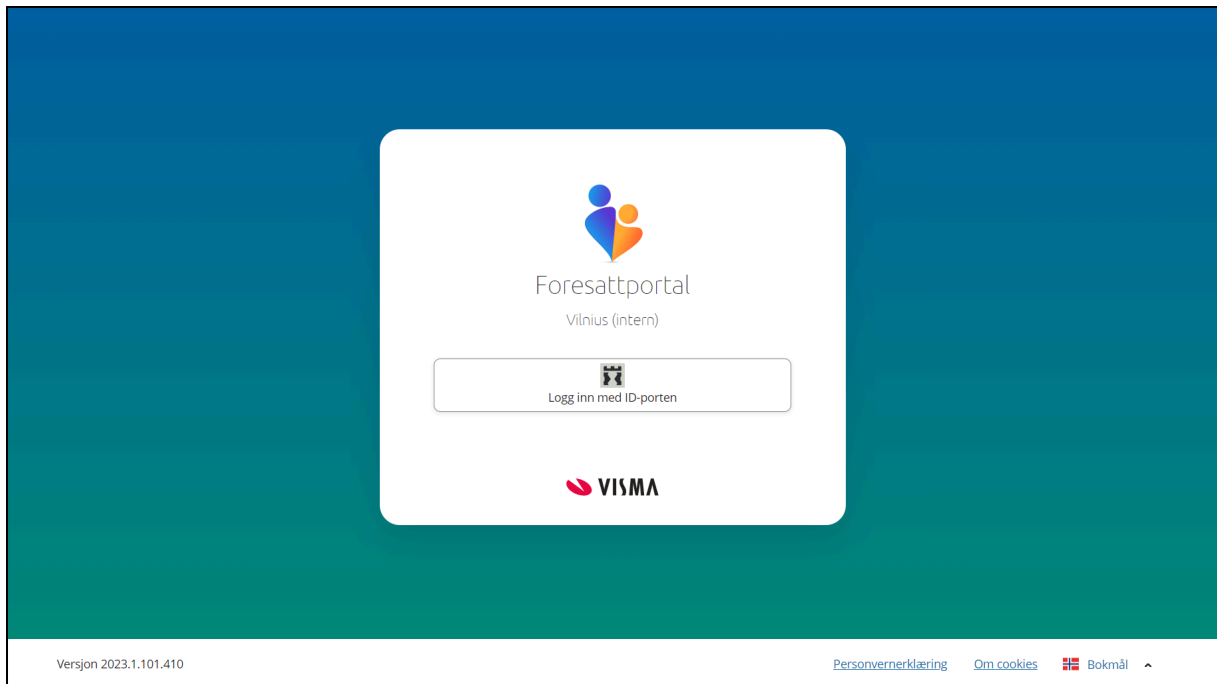 Foresattportal
Vilnius (intern)
Logg inn med ID-porten
VISMA
Versjon 2023.1.101.410
Personvernerklæring
Om cookies
Bokmål